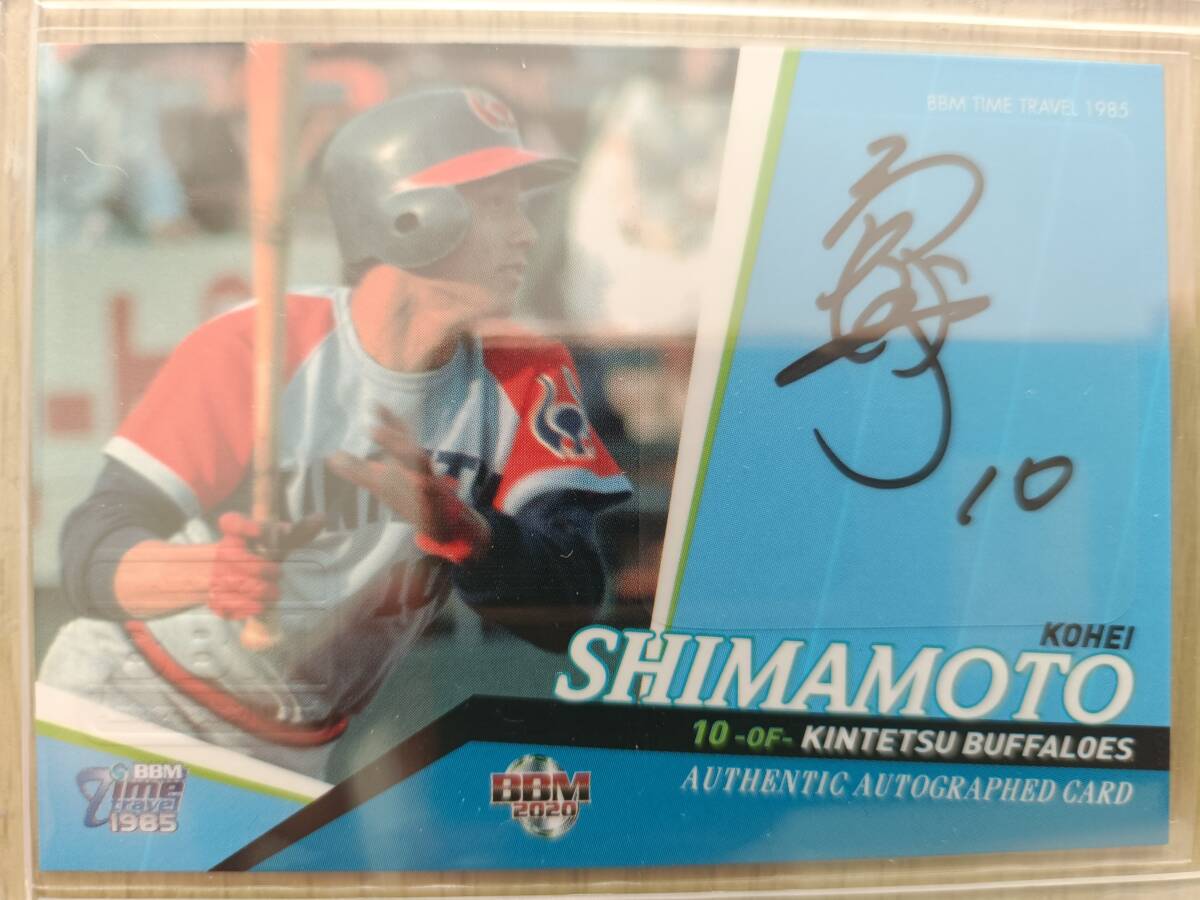 BBM TIME TRAVEL 1985
10
KOHEI
SHIMAMOTO
10 -OF- KINTETSU BUFFALOES
AUTHENTIC AUTOGRAPHED CARD
BBM
Time
travel
1985
BBM
2020